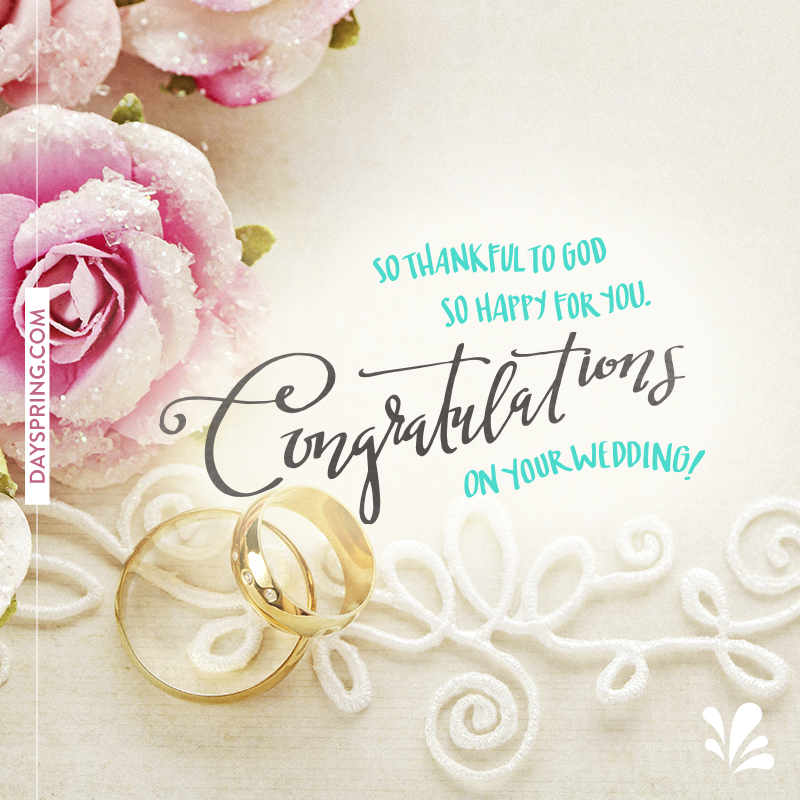 SO THANKFUL TO GOD
SO HAPPY FOR YOU.
Congratulations
ON YOUR WEDDING!
DAYSPRING.COM